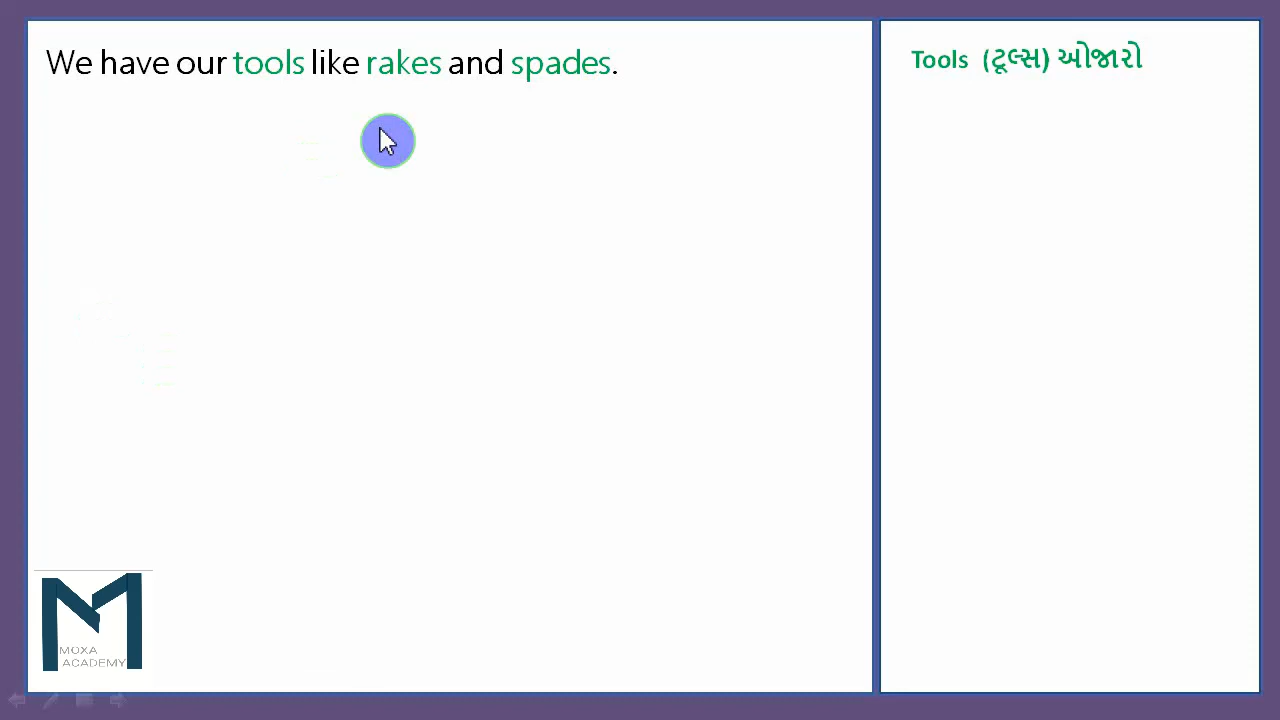 We have our tools like rakes and spades.
Tools (ટૂલ્સ) ઓજારો
MOXA
ACADEMY